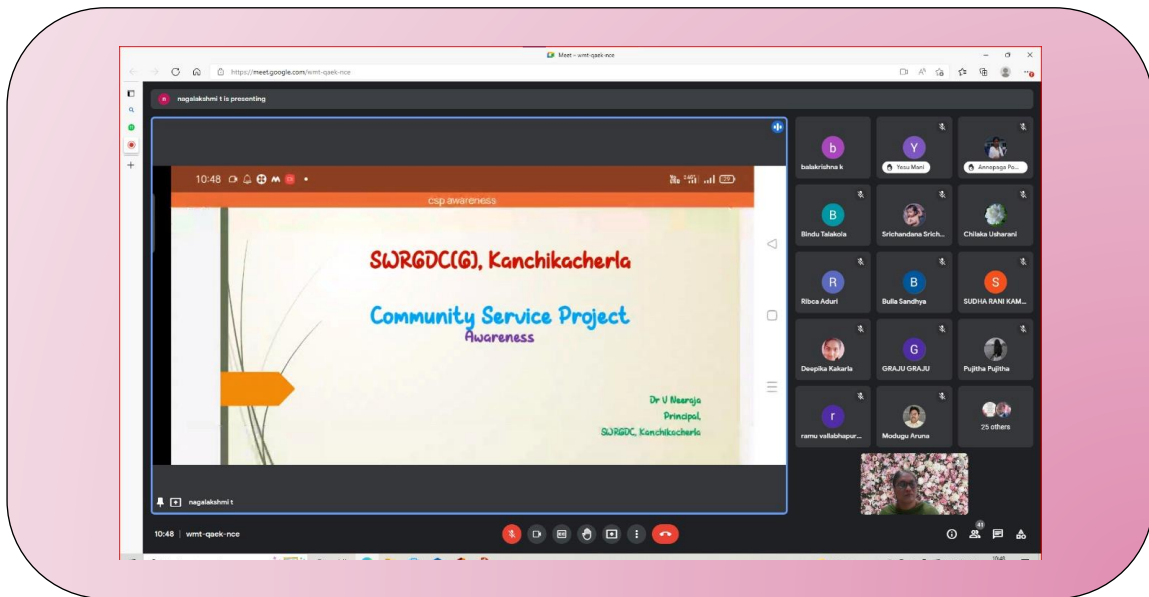 Meet - wmt-qaek-nce
https://meet.google.com/wmt-qaek-nce
n nagalakshmi t is presenting
10:48
csp awareness
SWRGDC(G), Kanchikacherla
Community Service Project
Awareness
Dr U Neeraja
Principal,
SWRGDC, Kanchikacherla
nagalakshmi t
b
balakrishna k
Y
Yesu Mani
Annapaga Po...
B
Bindu Talakola
Srichandana Srich...
Chilaka Usharani
R
Ribca Aduri
B
Bulla Sandhya
S
SUDHA RANI KAM...
Deepika Kakarla
G
GRAJU GRAJU
Pujitha Pujitha
r
ramu vallabhapur...
Modugu Aruna
25 others
10:48 | wmt-qaek-nce
41
10:48